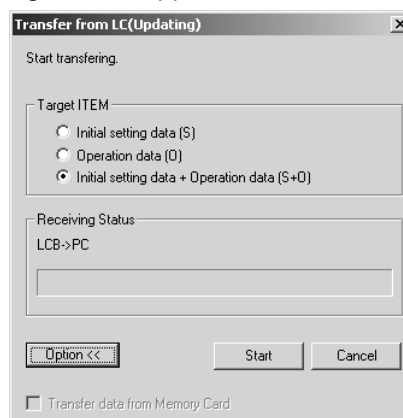 Transfer from LC(Updating)
Start transfering.
Target ITEM
Initial setting data (S)
Operation data (O)
Initial setting data + Operation data (S+O)
Receiving Status
LCB->PC
Option <<
Start
Cancel
Transfer data from Memory Card